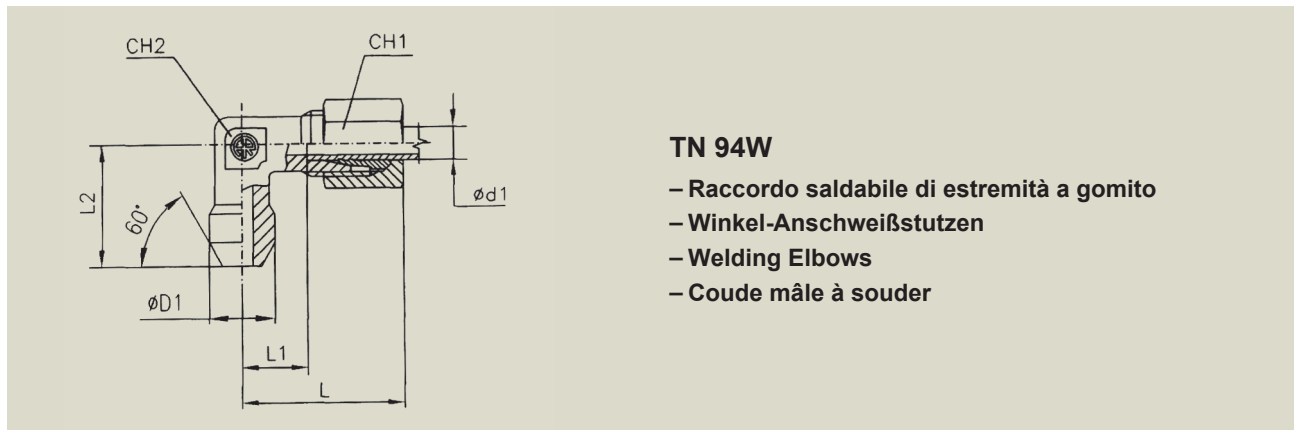 CH2
CH1
TN 94W
– Raccordo saldabile di estremità a gomito
– Winkel-Anschweißstutzen
– Welding Elbows
– Coude mâle à souder
L2
60°
ød1
øD1
L1
L